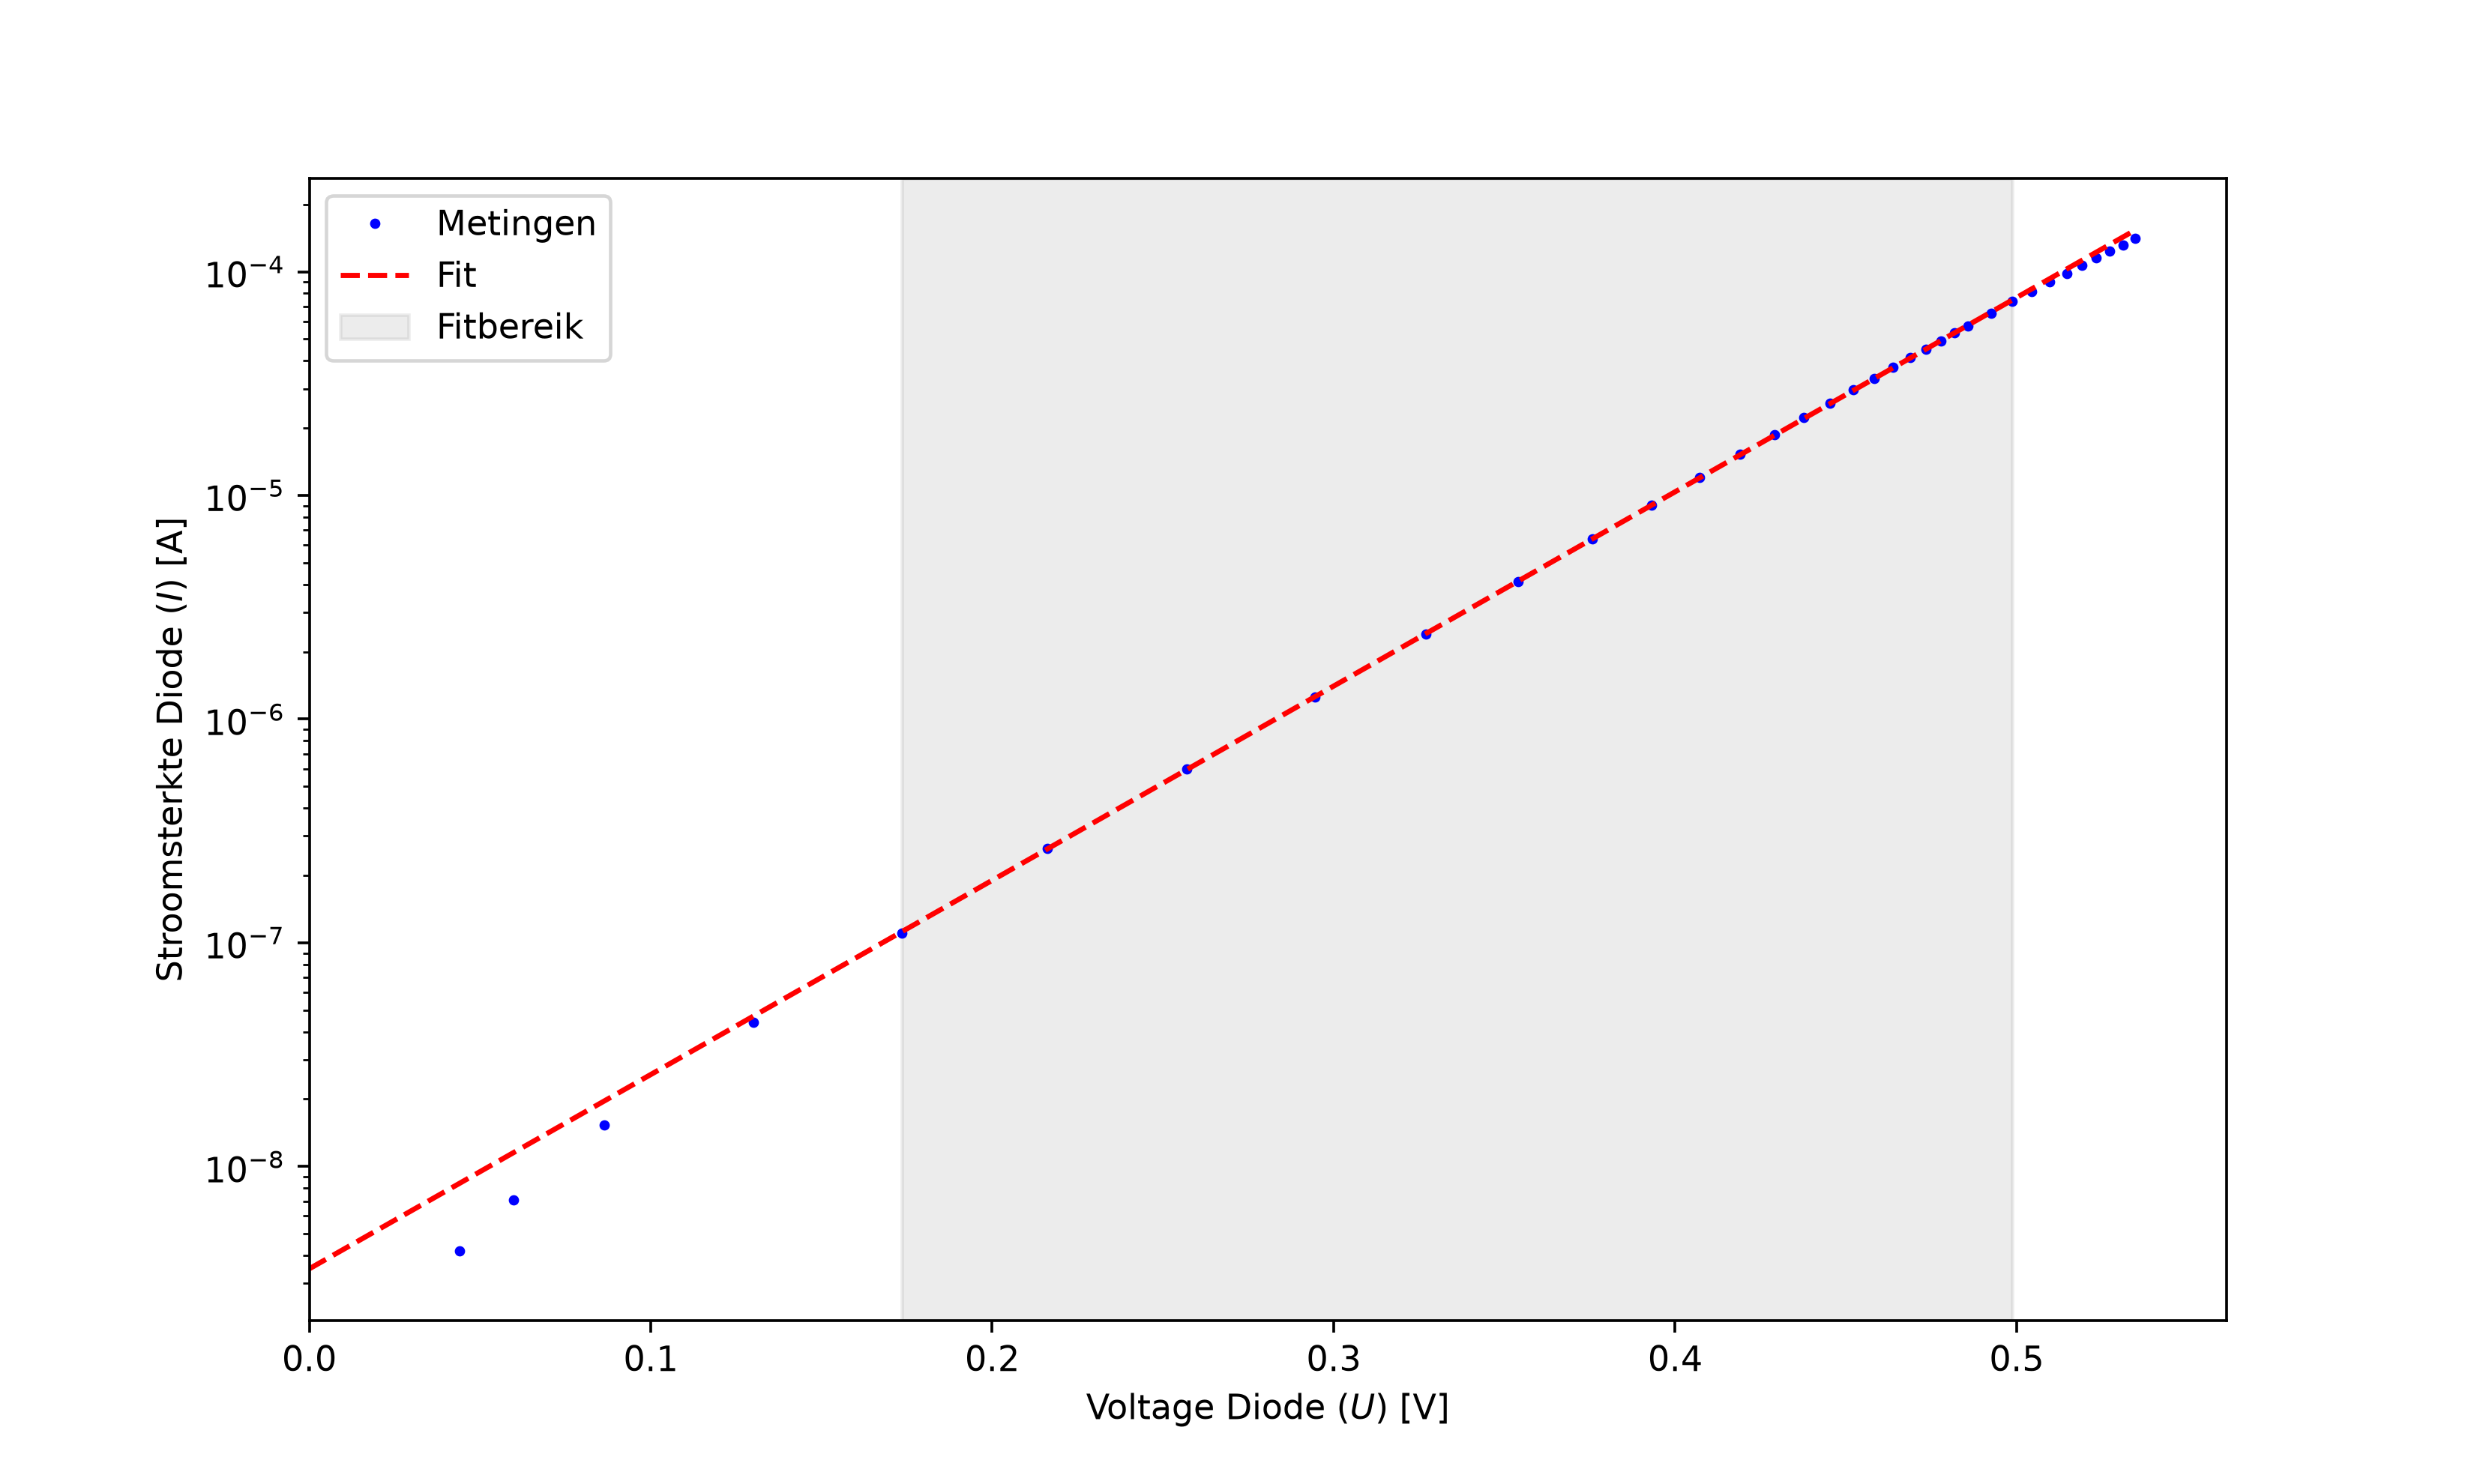 Metingen
Fit
Fitbereik
10⁻⁴
10⁻⁵
10⁻⁶
10⁻⁷
10⁻⁸
Stroomsterkte Diode (I) [A]
0.0 0.1 0.2 0.3 0.4 0.5
Voltage Diode (U) [V]